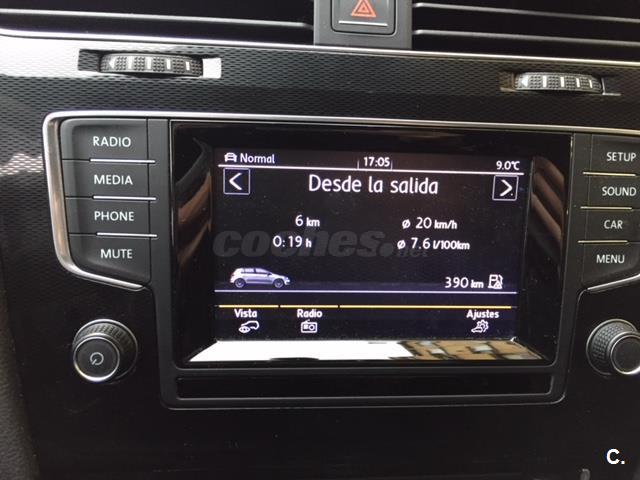 RADIO
MEDIA
PHONE
MUTE
SETUP
SOUND
CAR
MENU
Normal 17:05 9.0°C
Desde la salida
6 km ø 20 km/h
0:19 h ø 7.6 l/100km
coches.net
390 km
Vista Radio Ajustes
C.